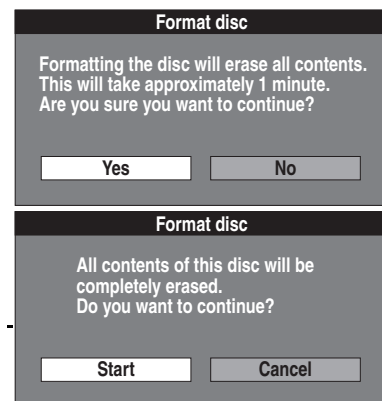 Format disc
Formatting the disc will erase all contents.
This will take approximately 1 minute.
Are you sure you want to continue?
Yes No
Format disc
All contents of this disc will be
completely erased.
Do you want to continue?
Start Cancel